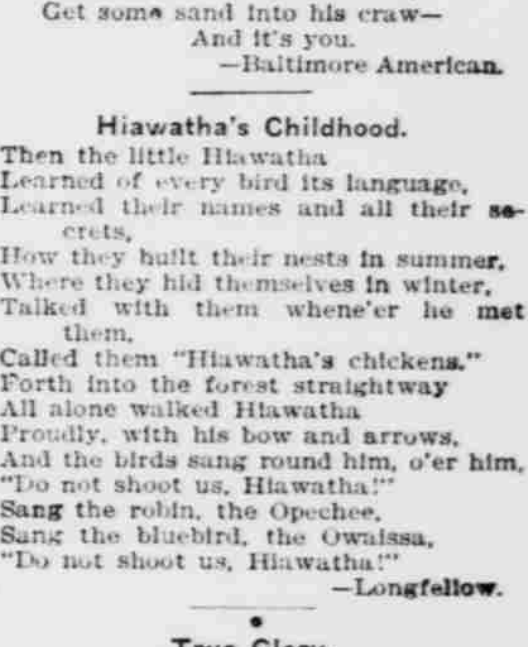 Get some sand into his craw—
And it's you.
—Baltimore American.
Hiawatha's Childhood.
Then the little Hiawatha
Learned of every bird its language,
Learned their names and all their se-
crets,
How they built their nests in summer,
Where they hid themselves in winter,
Talked with them whene'er he met
them,
Called them "Hiawatha's chickens."
Forth into the forest straightway
All alone walked Hiawatha
Proudly, with his bow and arrows,
And the birds sang round him, o'er him,
"Do not shoot us, Hiawatha!"
Sang the robin, the Opechee,
Sang the bluebird, the Owaissa,
"Do not shoot us, Hiawatha!"
—Longfellow.